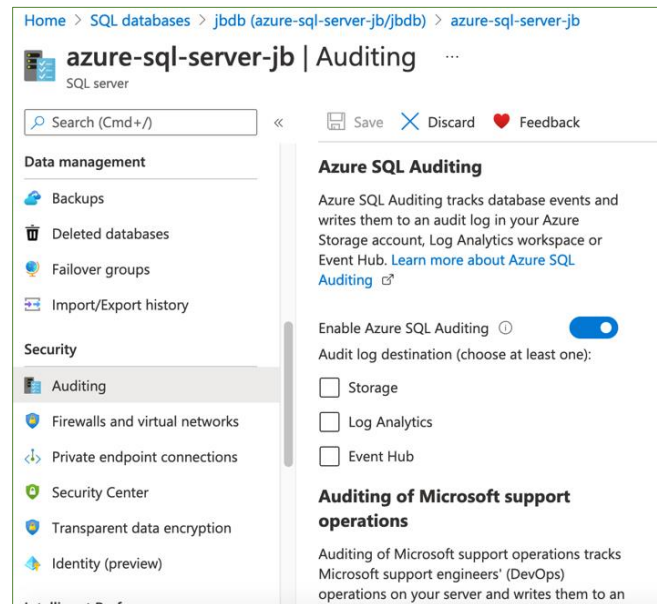 Home > SQL databases > jbdb (azure-sql-server-jb/jbdb) > azure-sql-server-jb
azure-sql-server-jb | Auditing ...
SQL server
Search (Cmd+/)
«
Save
Discard
Feedback
Data management
Backups
Deleted databases
Failover groups
Import/Export history
Security
Auditing
Firewalls and virtual networks
Private endpoint connections
Security Center
Transparent data encryption
Identity (preview)
Azure SQL Auditing
Azure SQL Auditing tracks database events and
writes them to an audit log in your Azure
Storage account, Log Analytics workspace or
Event Hub. Learn more about Azure SQL
Auditing
Enable Azure SQL Auditing
Audit log destination (choose at least one):
Storage
Log Analytics
Event Hub
Auditing of Microsoft support
operations
Auditing of Microsoft support operations tracks
Microsoft support engineers' (DevOps)
operations on your server and writes them to an